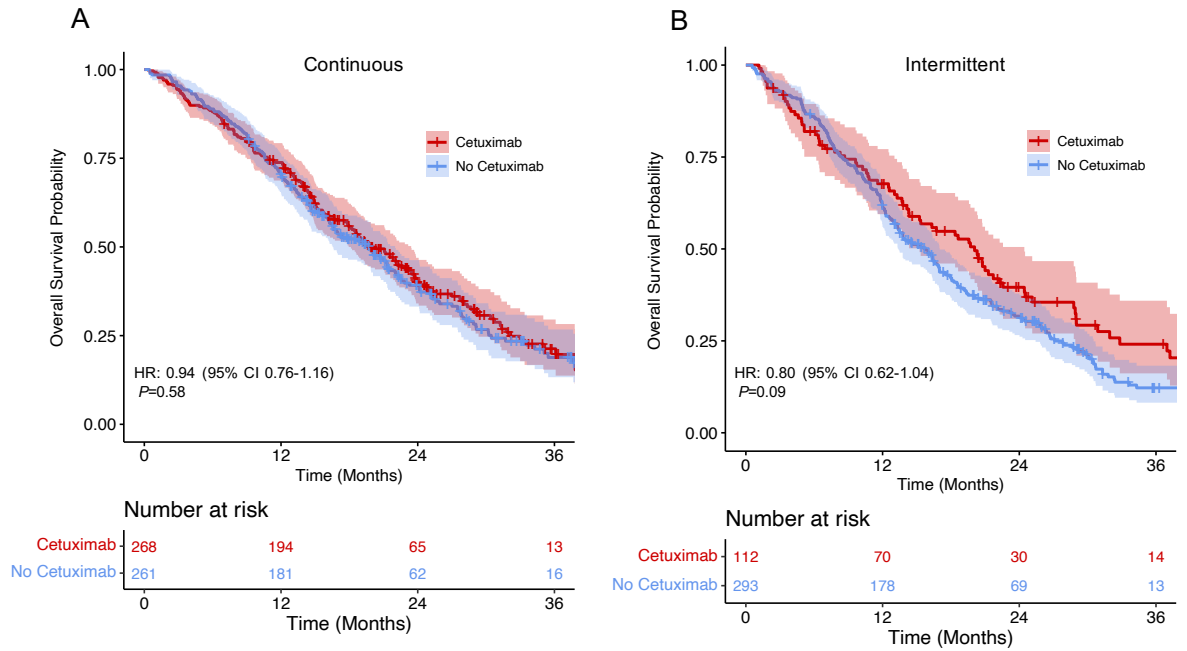 A
Continuous
1.00
0.75
0.50
0.25
0.00
Overall Survival Probability
Cetuximab
No Cetuximab
HR: 0.94 (95% CI 0.76-1.16)
P=0.58
0 12 24 36
Time (Months)
Number at risk
Cetuximab 268 194 65 13
No Cetuximab 261 181 62 16
0 12 24 36
Time (Months)
B
Intermittent
1.00
0.75
0.50
0.25
0.00
Overall Survival Probability
Cetuximab
No Cetuximab
HR: 0.80 (95% CI 0.62-1.04)
P=0.09
0 12 24 36
Time (Months)
Number at risk
Cetuximab 112 70 30 14
No Cetuximab 293 178 69 13
0 12 24 36
Time (Months)